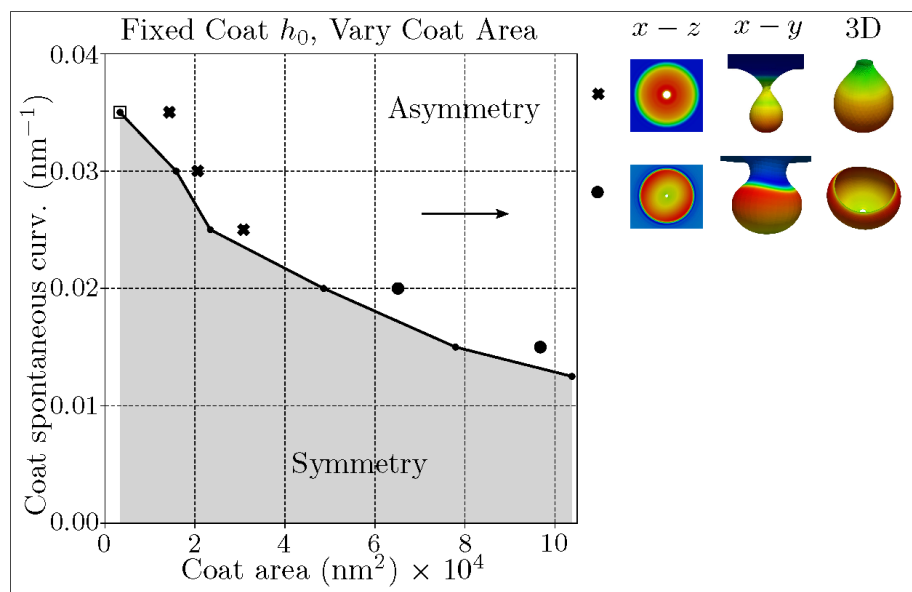 Fixed Coat h₀, Vary Coat Area
x − z x − y 3D
Coat spontaneous curv. (nm⁻¹)
0.04
0.03
0.02
0.01
0.00
Asymmetry
Symmetry
0 2 4 6 8 10
Coat area (nm²) × 10⁴